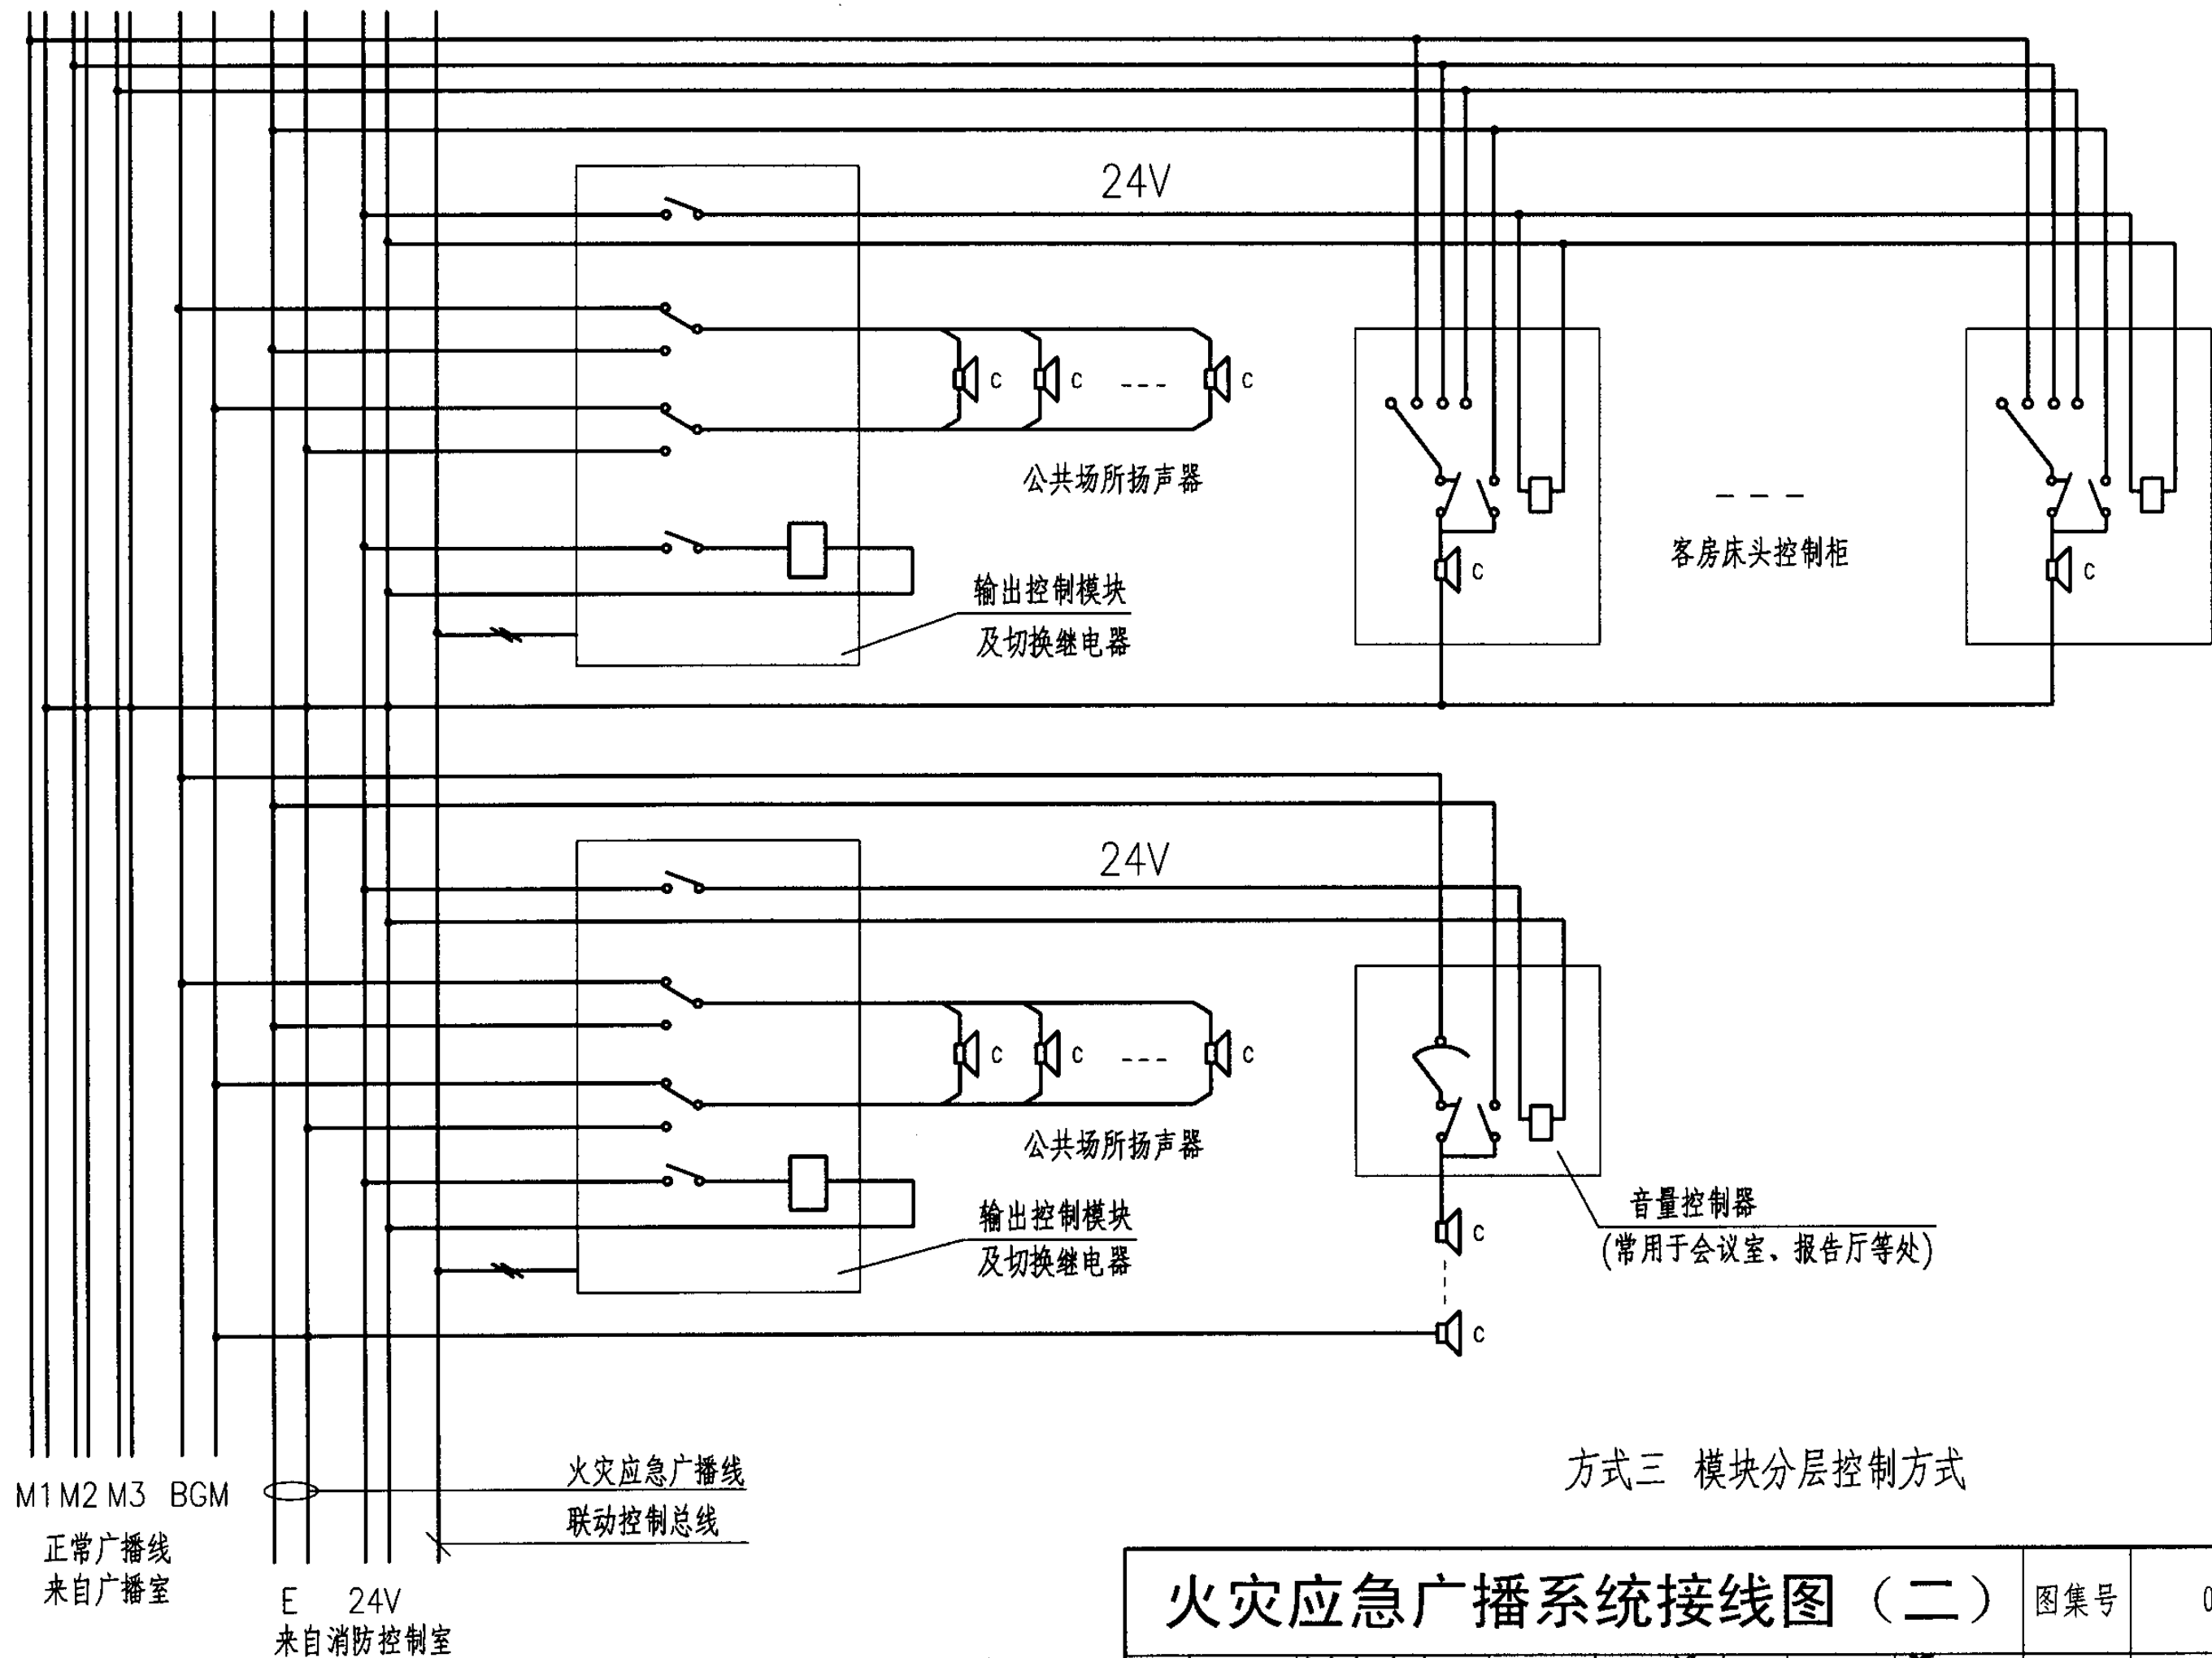 24V
C C --- C
公共场所扬声器
C
--- 
客房床头控制柜
C
输出控制模块
及切换继电器
24V
C C --- C
公共场所扬声器
输出控制模块
及切换继电器
音量控制器
(常用于会议室、报告厅等处)
C
C
方式三 模块分层控制方式
M1 M2 M3 BGM
正常广播线
来自广播室
火灾应急广播线
联动控制总线
E 24V
来自消防控制室
火灾应急广播系统接线图（二）
图集号
0